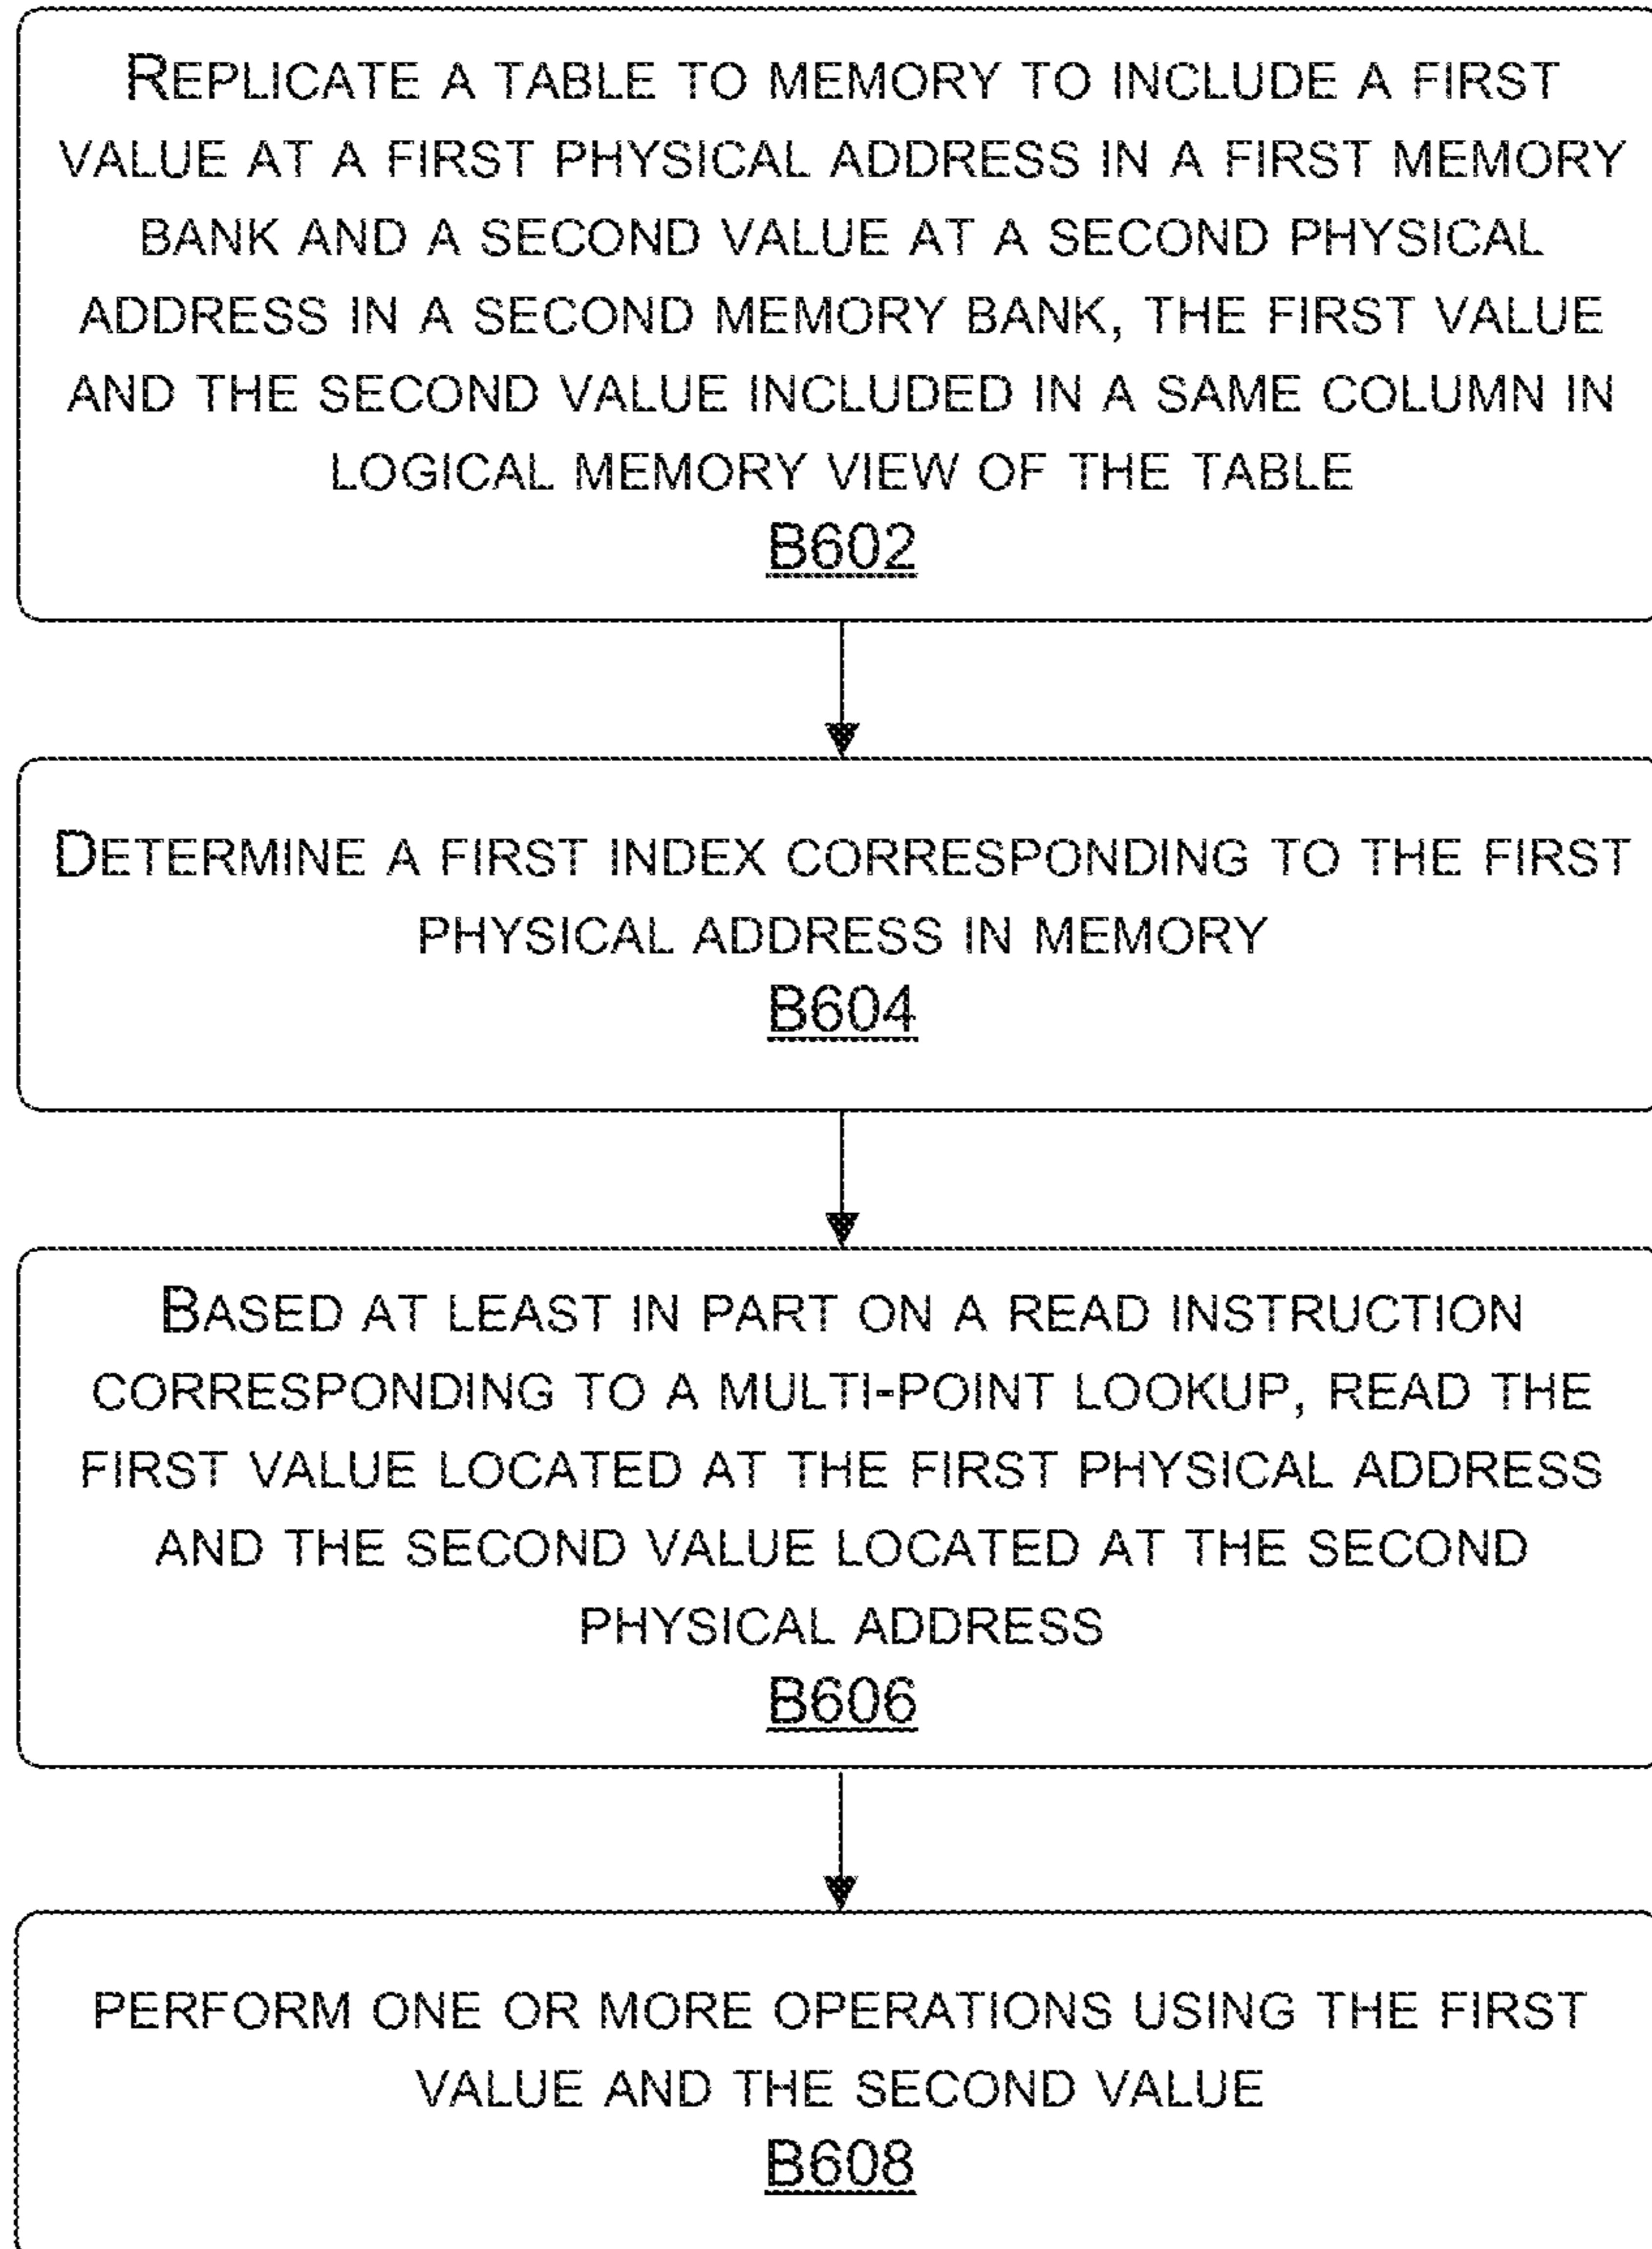 REPLICATE A TABLE TO MEMORY TO INCLUDE A FIRST
VALUE AT A FIRST PHYSICAL ADDRESS IN A FIRST MEMORY
BANK AND A SECOND VALUE AT A SECOND PHYSICAL
ADDRESS IN A SECOND MEMORY BANK, THE FIRST VALUE
AND THE SECOND VALUE INCLUDED IN A SAME COLUMN IN
LOGICAL MEMORY VIEW OF THE TABLE
B602
DETERMINE A FIRST INDEX CORRESPONDING TO THE FIRST
PHYSICAL ADDRESS IN MEMORY
B604
BASED AT LEAST IN PART ON A READ INSTRUCTION
CORRESPONDING TO A MULTI-POINT LOOKUP, READ THE
FIRST VALUE LOCATED AT THE FIRST PHYSICAL ADDRESS
AND THE SECOND VALUE LOCATED AT THE SECOND
PHYSICAL ADDRESS
B606
PERFORM ONE OR MORE OPERATIONS USING THE FIRST
VALUE AND THE SECOND VALUE
B608